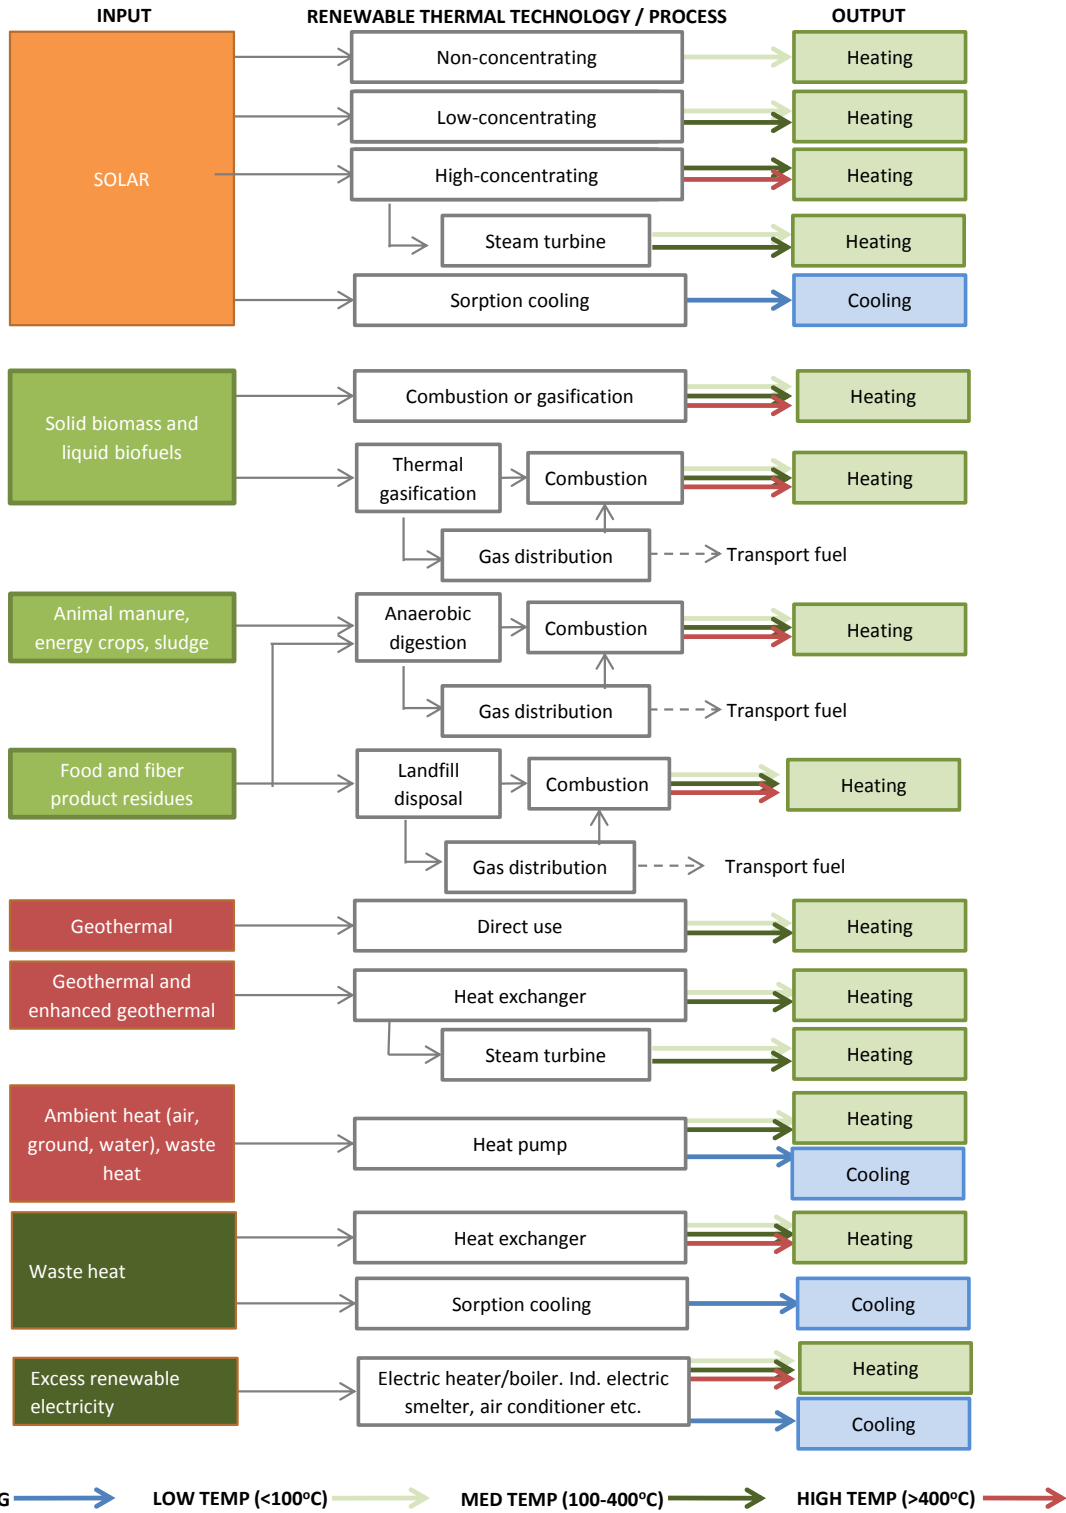 INPUT
RENEWABLE THERMAL TECHNOLOGY / PROCESS
OUTPUT
SOLAR
Non-concentrating
Heating
Low-concentrating
Heating
High-concentrating
Heating
Steam turbine
Heating
Sorption cooling
Cooling
Solid biomass and
liquid biofuels
Combustion or gasification
Heating
Thermal
gasification
Combustion
Heating
Gas distribution
Transport fuel
Animal manure,
energy crops, sludge
Anaerobic
digestion
Combustion
Heating
Gas distribution
Transport fuel
Food and fiber
product residues
Landfill
disposal
Combustion
Heating
Gas distribution
Transport fuel
Geothermal
Direct use
Heating
Geothermal and
enhanced geothermal
Heat exchanger
Heating
Steam turbine
Heating
Ambient heat (air,
ground, water), waste
heat
Heat pump
Heating
Cooling
Waste heat
Heat exchanger
Heating
Sorption cooling
Cooling
Excess renewable
electricity
Electric heater/boiler. Ind. electric
smelter, air conditioner etc.
Heating
Cooling
G
LOW TEMP (<100°C)
MED TEMP (100-400°C)
HIGH TEMP (>400°C)